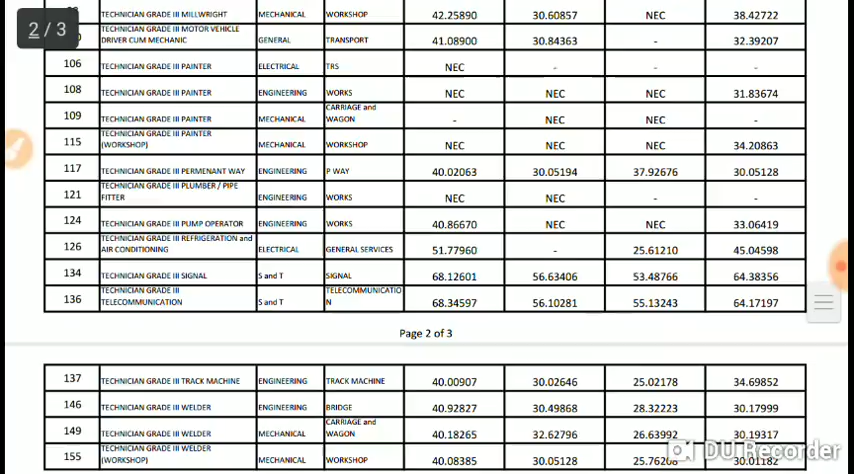 TECHNICIAN GRADE III MILLWRIGHT MECHANICAL WORKSHOP 42.25890 30.60857 NEC 38.42722
2 / 3
TECHNICIAN GRADE III MOTOR VEHICLE
DRIVER CUM MECHANIC GENERAL TRANSPORT 41.08900 30.84363 - 32.39207
106 TECHNICIAN GRADE III PAINTER ELECTRICAL TRS NEC - - -
108 TECHNICIAN GRADE III PAINTER ENGINEERING WORKS NEC NEC NEC 31.83674
CARRIAGE and
109 TECHNICIAN GRADE III PAINTER MECHANICAL WAGON - NEC NEC -
TECHNICIAN GRADE III PAINTER
115 (WORKSHOP) MECHANICAL WORKSHOP NEC NEC NEC 34.20863
117 TECHNICIAN GRADE III PERMENANT WAY ENGINEERING P WAY 40.02063 30.05194 37.92676 30.05128
TECHNICIAN GRADE III PLUMBER / PIPE
121 FITTER ENGINEERING WORKS NEC NEC - -
124 TECHNICIAN GRADE III PUMP OPERATOR ENGINEERING WORKS 40.86670 NEC NEC 33.06419
TECHNICIAN GRADE III REFRIGERATION and
126 AIR CONDITIONING ELECTRICAL GENERAL SERVICES 51.77960 - 25.61210 45.04598
134 TECHNICIAN GRADE III SIGNAL S and T SIGNAL 68.12601 56.63406 53.48766 64.38356
TECHNICIAN GRADE III TELECOMMUNICATIO
136 TELECOMMUNICATION S and T N 68.34597 56.10281 55.13243 64.17197
Page 2 of 3
137 TECHNICIAN GRADE III TRACK MACHINE ENGINEERING TRACK MACHINE 40.00907 30.02646 25.02178 34.69852
146 TECHNICIAN GRADE III WELDER ENGINEERING BRIDGE 40.92827 30.49868 28.32223 30.17999
CARRIAGE and
149 TECHNICIAN GRADE III WELDER MECHANICAL WAGON 40.18265 32.62796 26.63992 30.19317
TECHNICIAN GRADE III WELDER
155 (WORKSHOP) MECHANICAL WORKSHOP 40.08385 30.05128 30.01182
DU Recorder